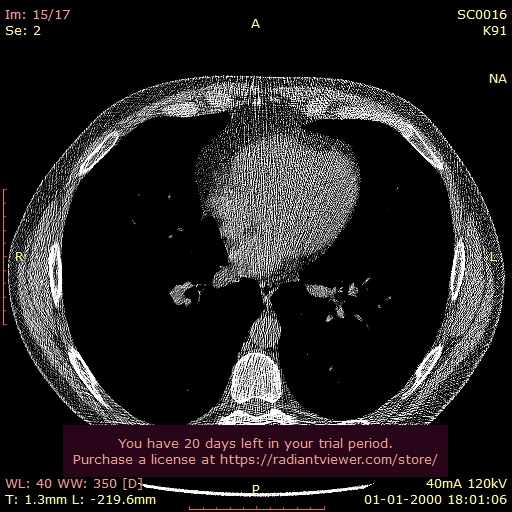 Im: 15/17
Se: 2
A
SC0016
K91
NA
R
L
You have 20 days left in your trial period.
Purchase a license at https://radiantviewer.com/store/
WL: 40 WW: 350 [D]
T: 1.3mm L: -219.6mm
P
40mA 120kV
01-01-2000 18:01:06